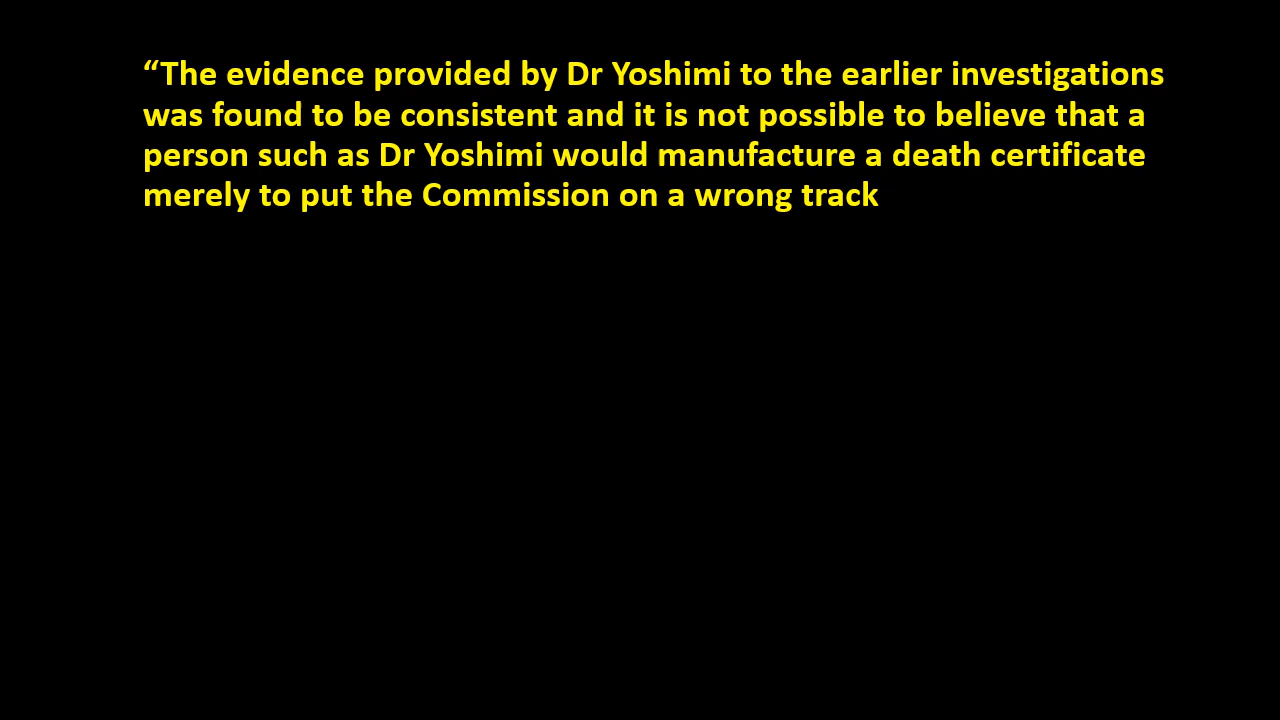 “The evidence provided by Dr Yoshimi to the earlier investigations
was found to be consistent and it is not possible to believe that a
person such as Dr Yoshimi would manufacture a death certificate
merely to put the Commission on a wrong track